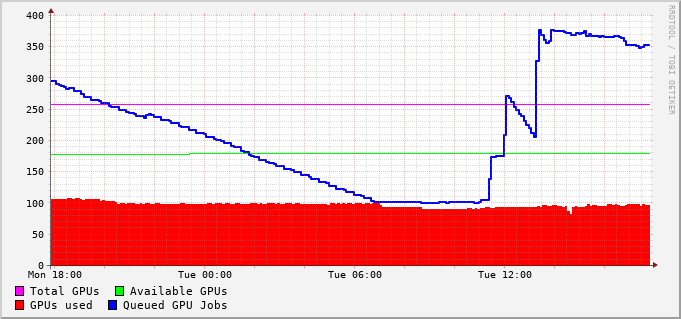 400
350
300
250
200
150
100
50
0
Mon 18:00 Tue 00:00 Tue 06:00 Tue 12:00
Total GPUs Available GPUs
GPUs used Queued GPU Jobs
RRDTOOL / TOBI OETIKER